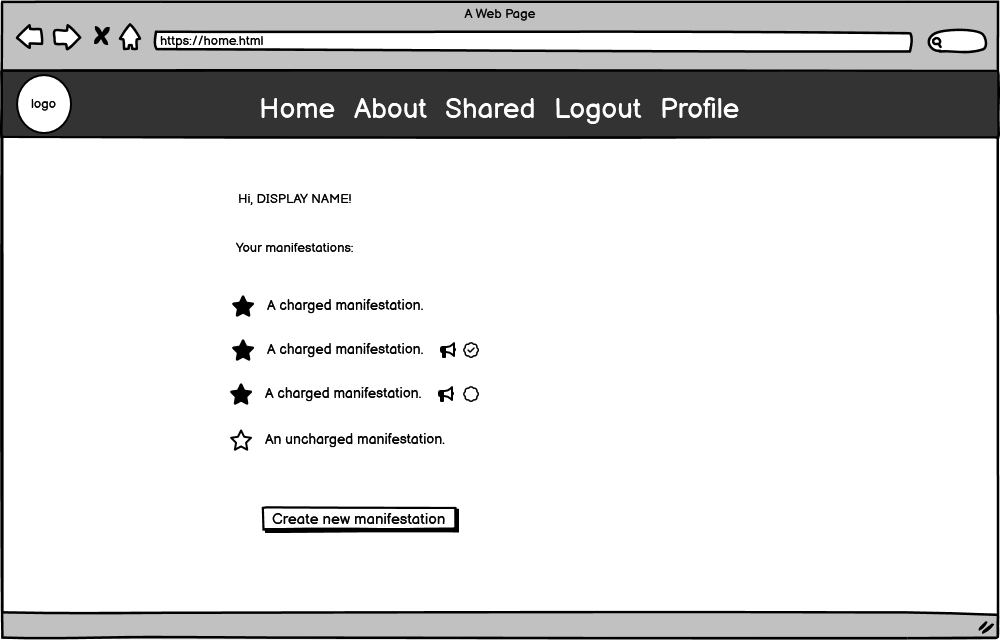 A Web Page
https://home.html
logo
Home About Shared Logout Profile
Hi, DISPLAY NAME!
Your manifestations:
A charged manifestation.
A charged manifestation.
A charged manifestation.
An uncharged manifestation.
Create new manifestation